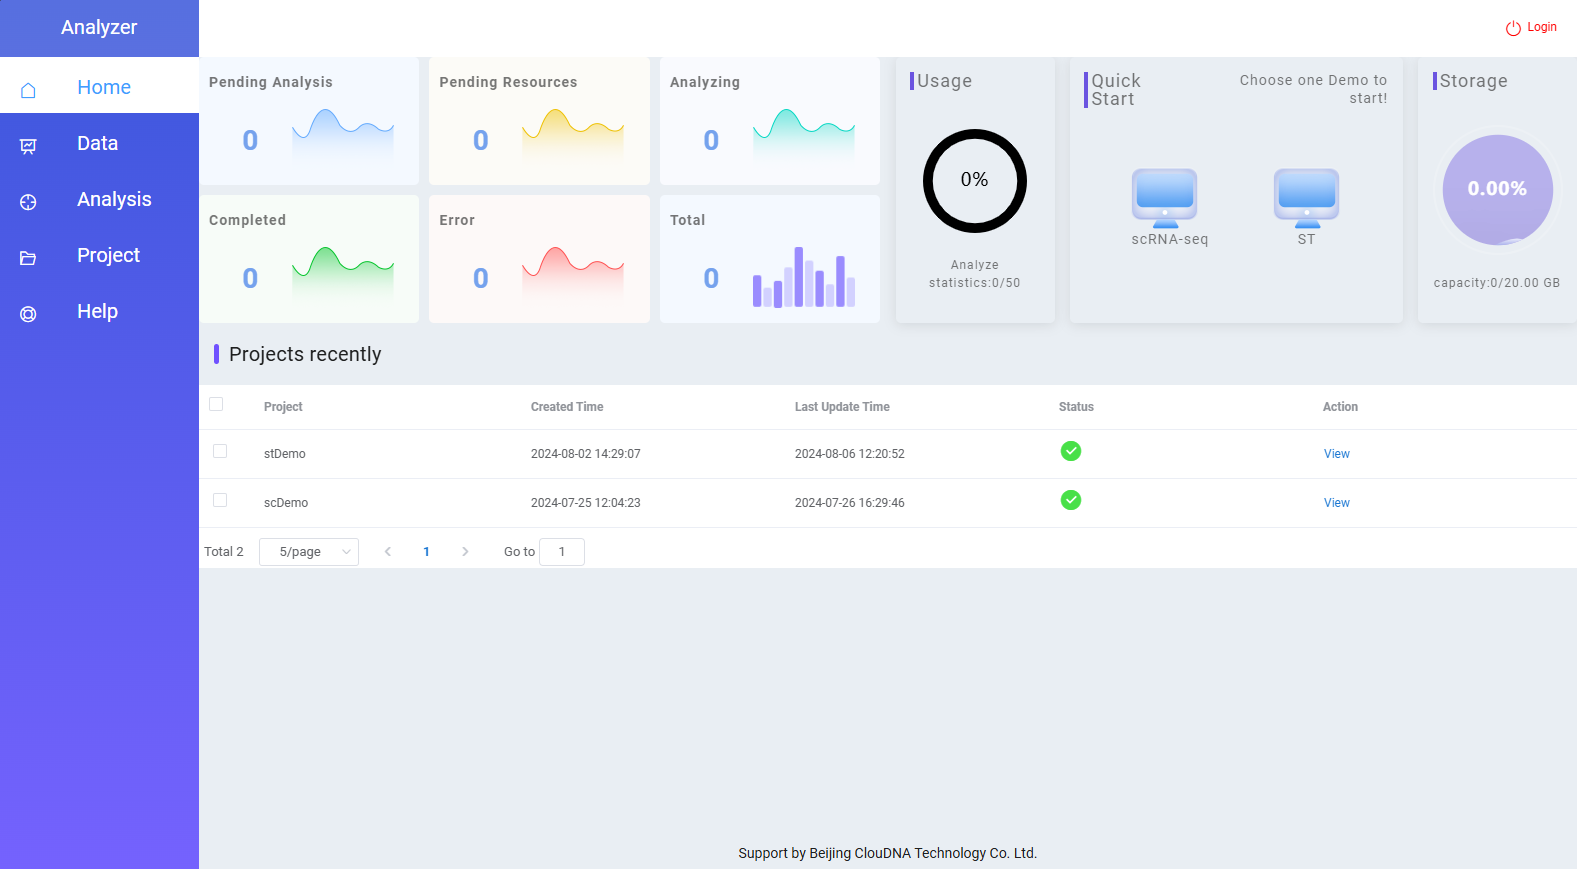 Analyzer
Login
Home
Data
Analysis
Project
Help
Pending Analysis
0
Pending Resources
0
Analyzing
0
Completed
0
Error
0
Total
0
Usage
0%
Analyze
statistics:0/50
Quick
Start
Choose one Demo to
start!
scRNA-seq
ST
Storage
0.00%
capacity:0/20.00 GB
Projects recently
Project Created Time Last Update Time Status Action
stDemo 2024-08-02 14:29:07 2024-08-06 12:20:52 View
scDemo 2024-07-25 12:04:23 2024-07-26 16:29:46 View
Total 2 5/page 1 Go to 1
Support by Beijing ClouDNA Technology Co. Ltd.